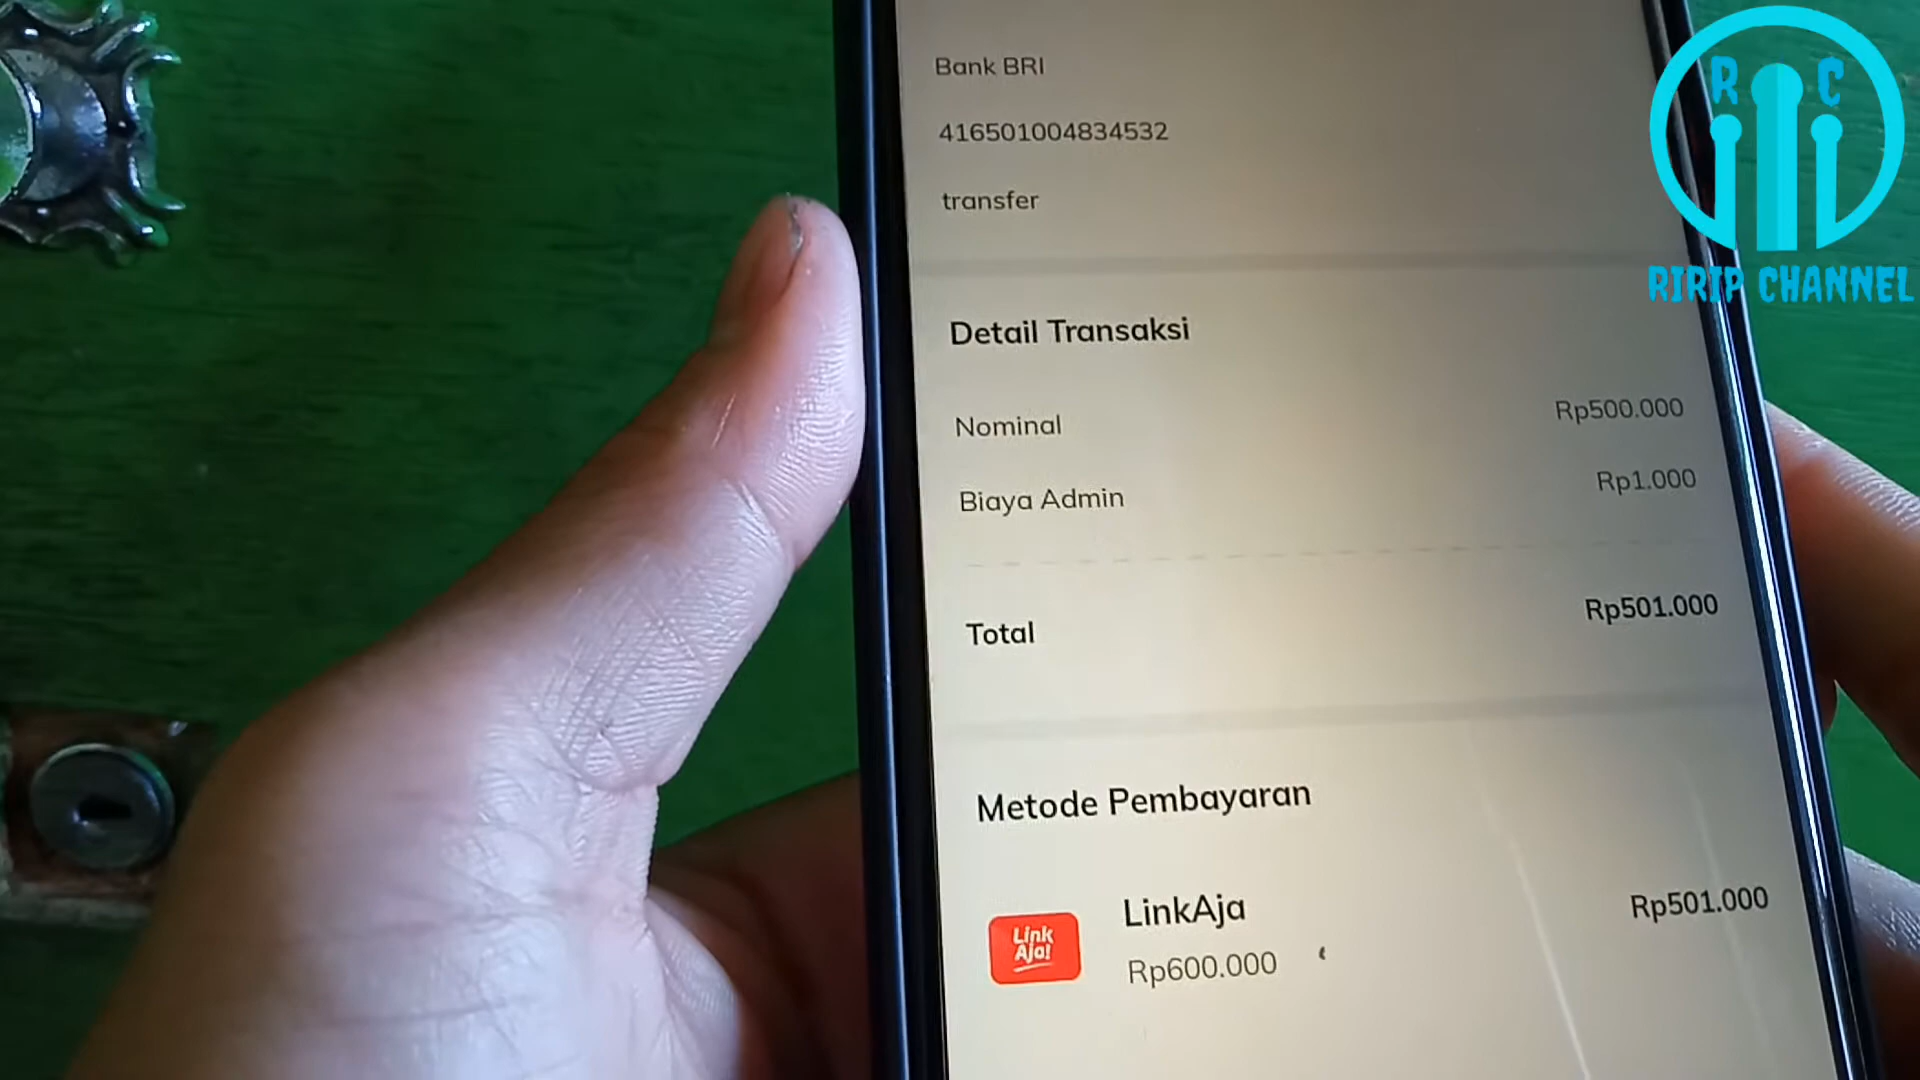 Bank BRI
416501004834532
transfer
Detail Transaksi
Nominal Rp500.000
Biaya Admin Rp1.000
Total Rp501.000
Metode Pembayaran
Link Aja!
LinkAja Rp501.000
Rp600.000
R C
RIRIP CHANNEL